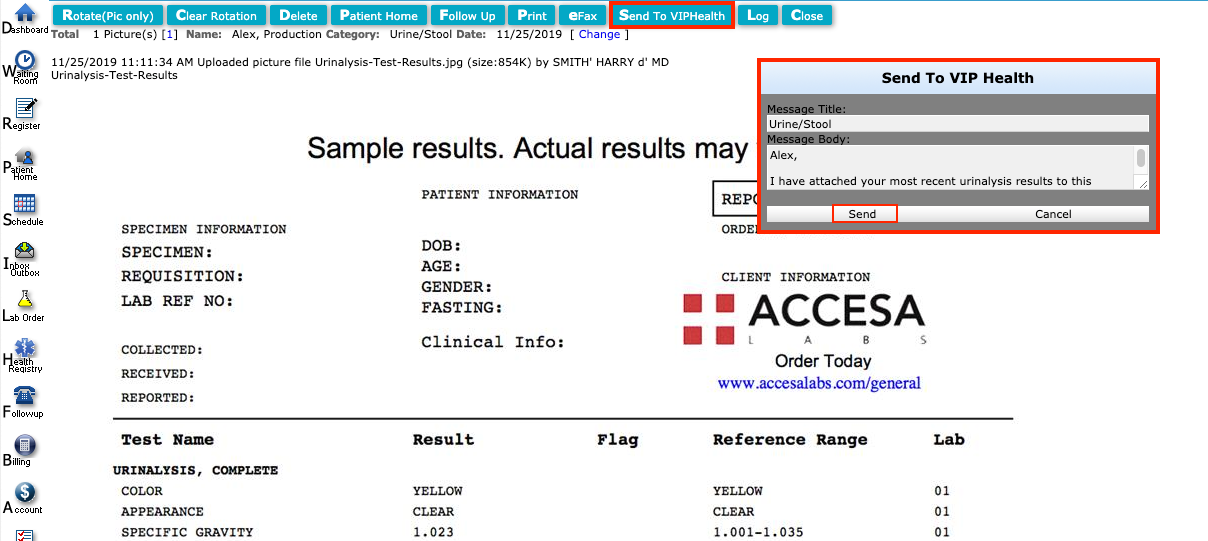 Rotate(Pic only) Clear Rotation Delete Patient Home Follow Up Print eFax Send To VIPHealth Log Close
Total 1 Picture(s) [1] Name: Alex, Production Category: Urine/Stool Date: 11/25/2019 [ Change ]
11/25/2019 11:11:34 AM Uploaded picture file Urinalysis-Test-Results.jpg (size:854K) by SMITH' HARRY d' MD
Urinalysis-Test-Results
Dashboard
Waiting Room
Register
Patient Home
Schedule
Inbox Outbox
Lab Order
Health Registry
Followup
Billing
Account
Send To VIP Health
Message Title:
Urine/Stool
Message Body:
Alex,
I have attached your most recent urinalysis results to this
Send Cancel
Sample results. Actual results may
PATIENT INFORMATION
SPECIMEN INFORMATION
SPECIMEN:
REQUISITION:
LAB REF NO:
COLLECTED:
RECEIVED:
REPORTED:
DOB:
AGE:
GENDER:
FASTING:
Clinical Info:
CLIENT INFORMATION
ACCESA
LABS
Order Today
www.accesalabs.com/general
Test Name Result Flag Reference Range Lab
URINALYSIS, COMPLETE
COLOR YELLOW YELLOW 01
APPEARANCE CLEAR CLEAR 01
SPECIFIC GRAVITY 1.023 1.001-1.035 01